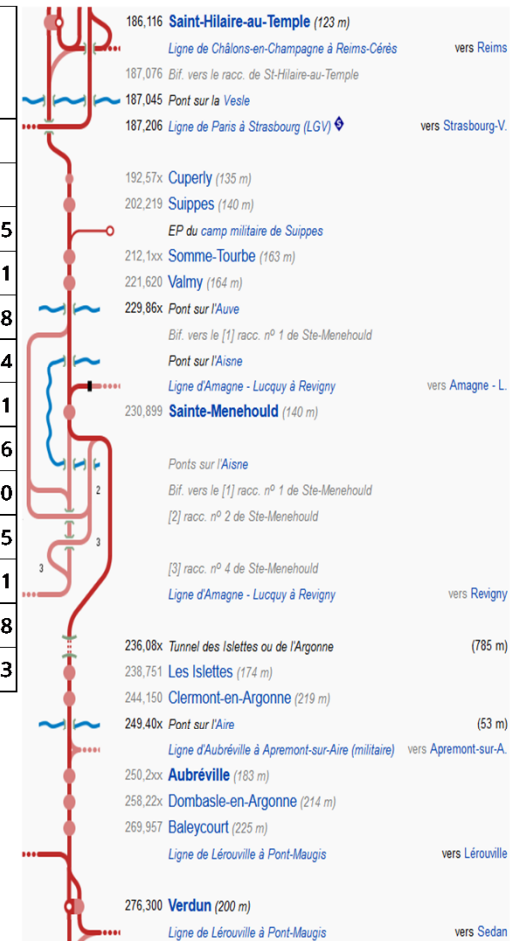 5
1
8
4
1
6
0
5
1
8
3
186,116 Saint-Hilaire-au-Temple (123 m)
Ligne de Châlons-en-Champagne à Reims-Cérès vers Reims
187,076 Bif. vers le racc. de St-Hilaire-au-Temple
187,045 Pont sur la Vesle
187,206 Ligne de Paris à Strasbourg (LGV) S vers Strasbourg-V.
192,57x Cuperly (135 m)
202,219 Suippes (140 m)
EP du camp militaire de Suippes
212,1xx Somme-Tourbe (163 m)
221,620 Valmy (164 m)
229,86x Pont sur l'Auve
Bif. vers le [1] racc. nº 1 de Ste-Menehould
Pont sur l'Aisne
Ligne d'Amagne - Lucquy à Revigny vers Amagne - L.
230,899 Sainte-Menehould (140 m)
Ponts sur l'Aisne
2 Bif. vers le [1] racc. nº 1 de Ste-Menehould
[2] racc. nº 2 de Ste-Menehould
3
3 [3] racc. nº 4 de Ste-Menehould
Ligne d'Amagne - Lucquy à Revigny vers Revigny
236,08x Tunnel des Islettes ou de l'Argonne (785 m)
238,751 Les Islettes (174 m)
244,150 Clermont-en-Argonne (219 m)
249,40x Pont sur l'Aire (53 m)
Ligne d'Aubréville à Apremont-sur-Aire (militaire) vers Apremont-sur-A.
250,2xx Aubréville (183 m)
258,22x Dombasle-en-Argonne (214 m)
269,957 Baleycourt (225 m)
Ligne de Lérouville à Pont-Maugis vers Lérouville
276,300 Verdun (200 m)
Ligne de Lérouville à Pont-Maugis vers Sedan